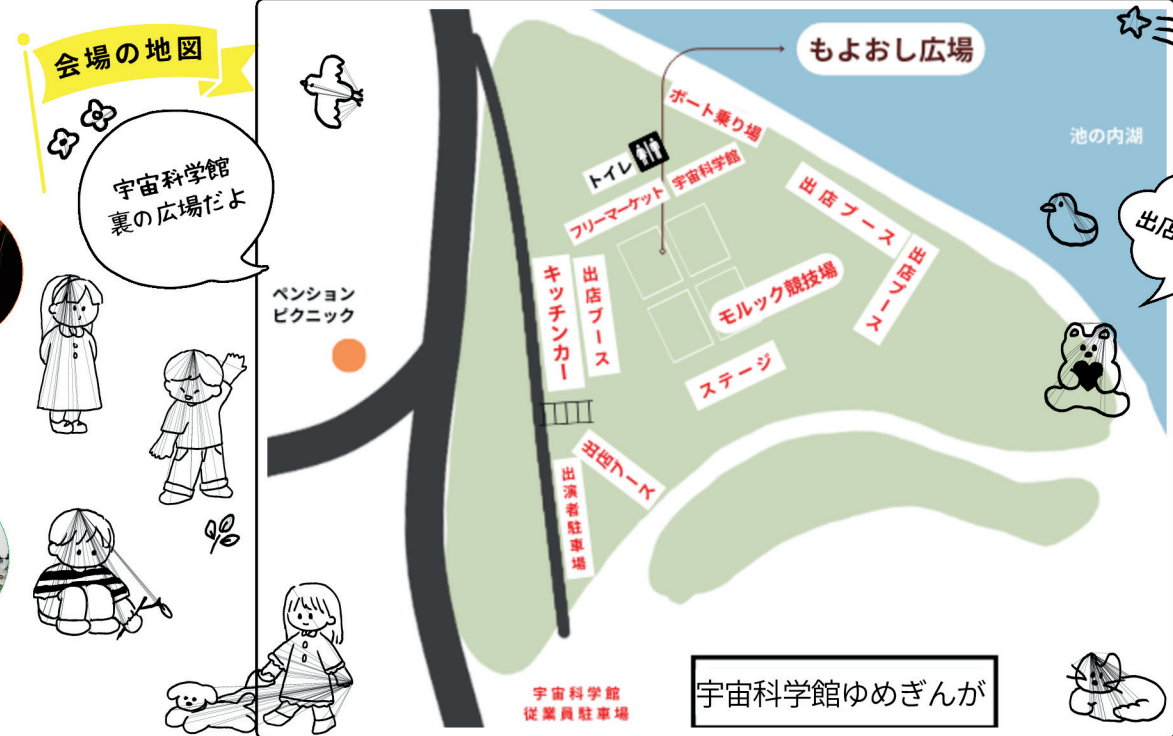 会場の地図
宇宙科学館
裏の広場だよ
もよおし広場
池の内湖
ボート乗り場
トイレ
宇宙科学館
フリーマーケット
出店ブース
出店ブース
キッチンカー
出店ブース
モルック競技場
ステージ
ペンション
ピクニック
出店ブース
出演者駐車場
宇宙科学館
従業員駐車場
宇宙科学館ゆめぎんが
出店